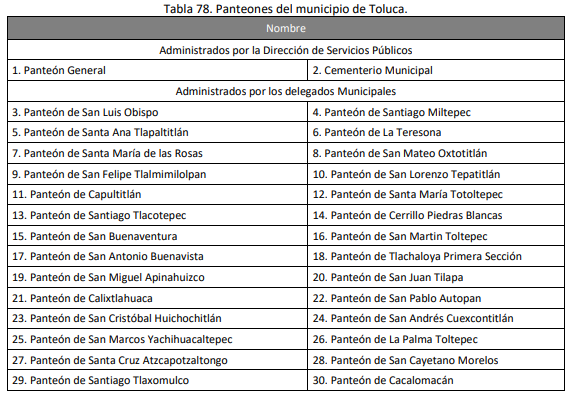 Tabla 78. Panteones del municipio de Toluca.
Nombre
Administrados por la Dirección de Servicios Públicos
1. Panteón General 2. Cementerio Municipal
Administrados por los delegados Municipales
3. Panteón de San Luis Obispo 4. Panteón de Santiago Miltepec
5. Panteón de Santa Ana Tlapaltitlán 6. Panteón de La Teresona
7. Panteón de Santa María de las Rosas 8. Panteón de San Mateo Oxtotitlán
9. Panteón de San Felipe Tlalmimilolpan 10. Panteón de San Lorenzo Tepatitlán
11. Panteón de Capultitlán 12. Panteón de Santa María Totoltepec
13. Panteón de Santiago Tlacotepec 14. Panteón de Cerrillo Piedras Blancas
15. Panteón de San Buenaventura 16. Panteón de San Martin Toltepec
17. Panteón de San Antonio Buenavista 18. Panteón de Tlachaloya Primera Sección
19. Panteón de San Miguel Apinahuizco 20. Panteón de San Juan Tilapa
21. Panteón de Calixtlahuaca 22. Panteón de San Pablo Autopan
23. Panteón de San Cristóbal Huichochitlán 24. Panteón de San Andrés Cuexcontitlán
25. Panteón de San Marcos Yachihuacaltepec 26. Panteón de La Palma Toltepec
27. Panteón de Santa Cruz Atzcapotzaltongo 28. Panteón de San Cayetano Morelos
29. Panteón de Santiago Tlaxomulco 30. Panteón de Cacalomacán